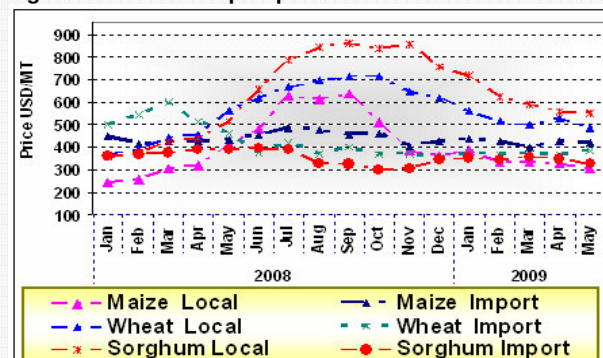 Price USD/MT
900
800
700
600
500
400
300
200
100
Jan Feb Mar Apr May Jun Jul Aug Sep Oct Nov Dec Jan Feb Mar Apr May
2008 2009
Maize Local Maize Import
Wheat Local Wheat Import
Sorghum Local Sorghum Import